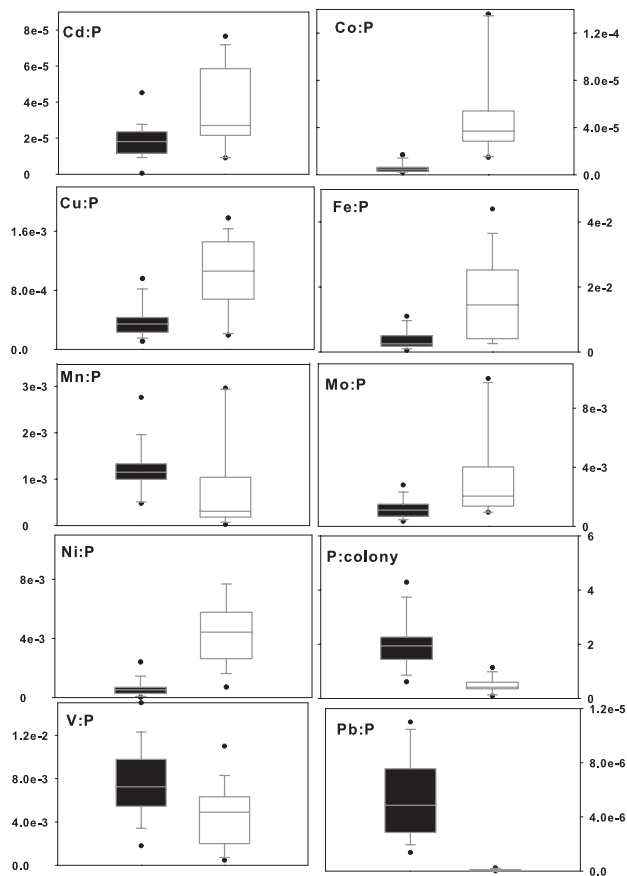 Cd:P
8e-5
6e-5
4e-5
2e-5
0
Co:P
1.2e-4
8.0e-5
4.0e-5
0.0
Cu:P
1.6e-3
8.0e-4
0.0
Fe:P
4e-2
2e-2
0
Mn:P
3e-3
2e-3
1e-3
0
Mo:P
8e-3
4e-3
0
Ni:P
8e-3
4e-3
0
P:colony
6
4
2
0
V:P
1.2e-2
8.0e-3
4.0e-3
0.0
Pb:P
1.2e-5
8.0e-6
4.0e-6
0.0